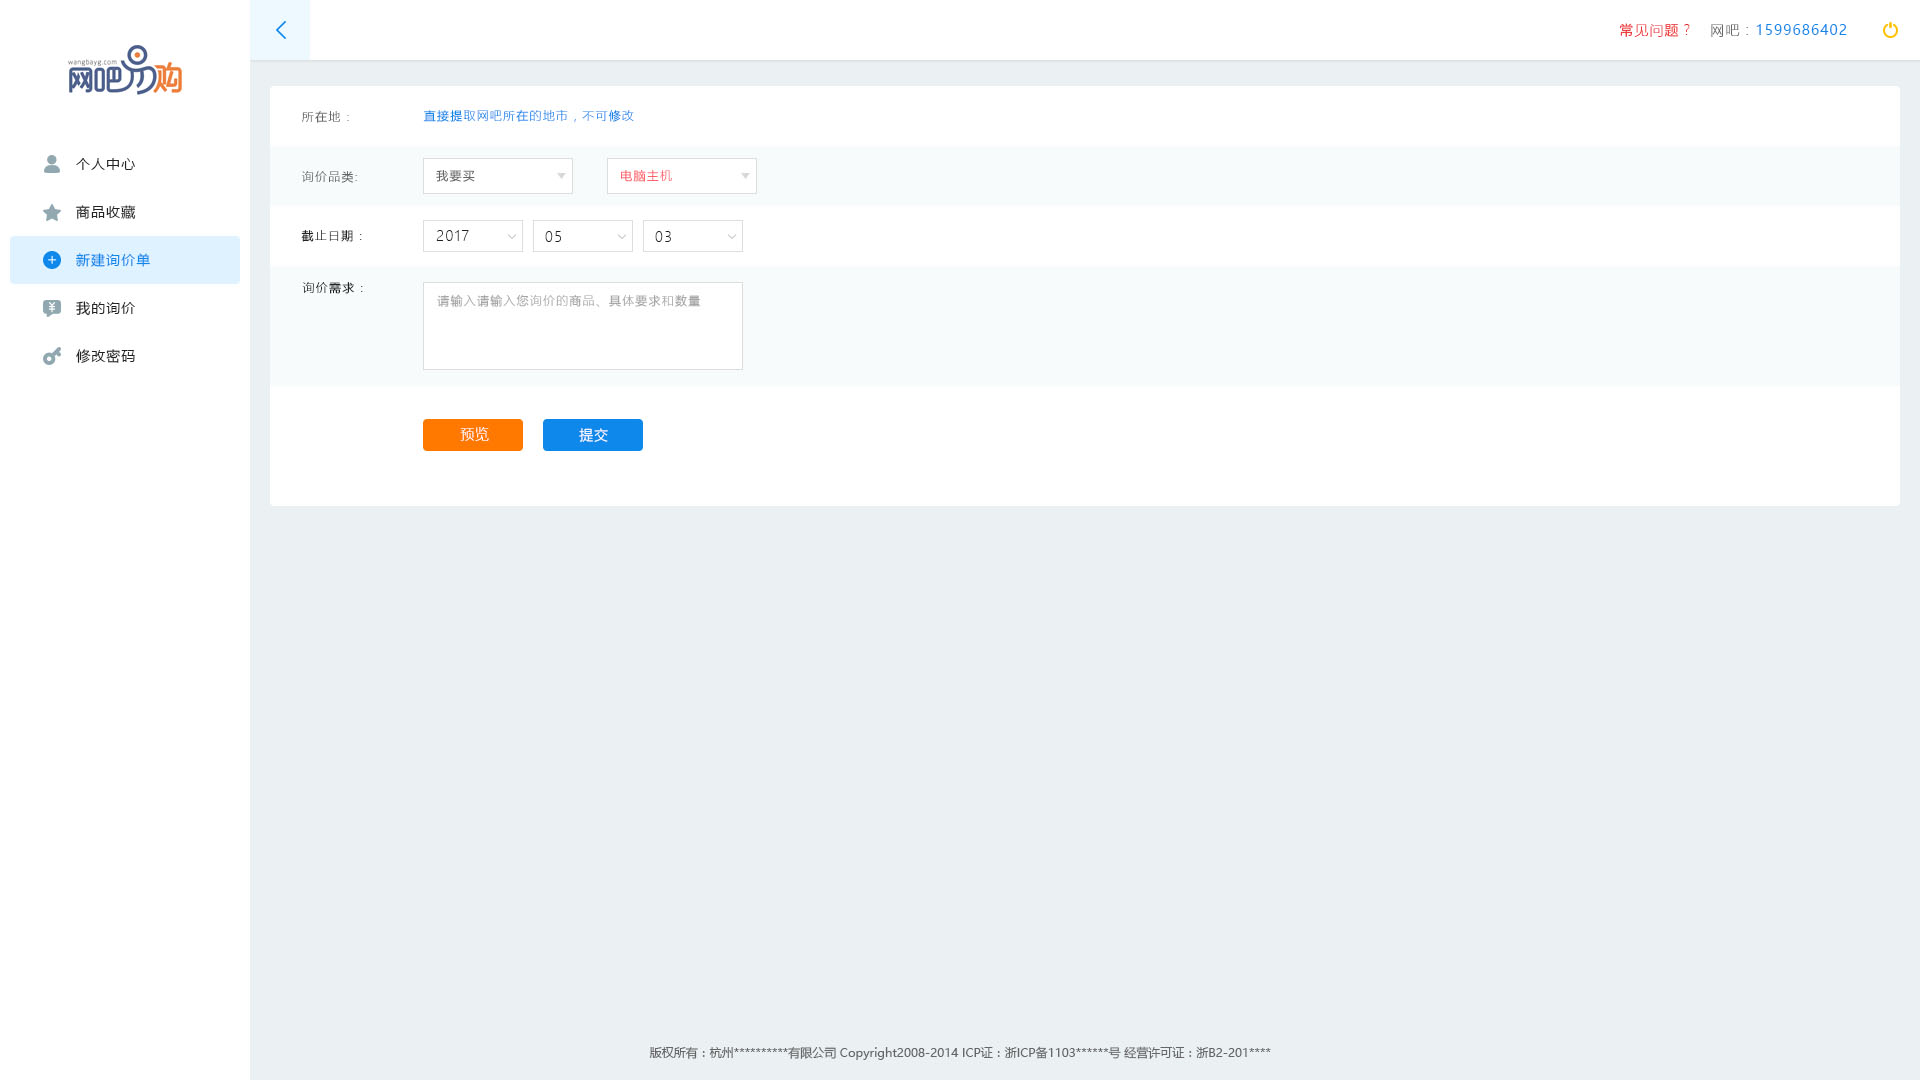 wangbayg.com
网吧易购
个人中心
商品收藏
新建询价单
我的询价
修改密码
常见问题？ 网吧：1599686402
所在地： 直接提取网吧所在的地市，不可修改
询价品类: 我要买 电脑主机
截止日期： 2017 05 03
询价需求： 请输入请输入您询价的商品、具体要求和数量
预览 提交
版权所有：杭州**********有限公司 Copyright2008-2014 ICP证：浙ICP备1103******号 经营许可证：浙B2-201****